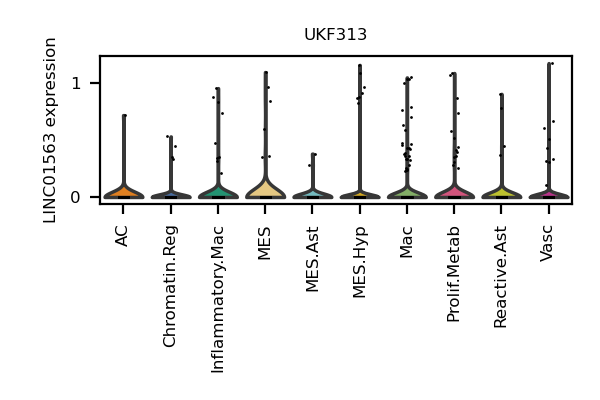 UKF313
LINC01563 expression
1
0
AC
Chromatin.Reg
Inflammatory.Mac
MES
MES.Ast
MES.Hyp
Mac
Prolif.Metab
Reactive.Ast
Vasc